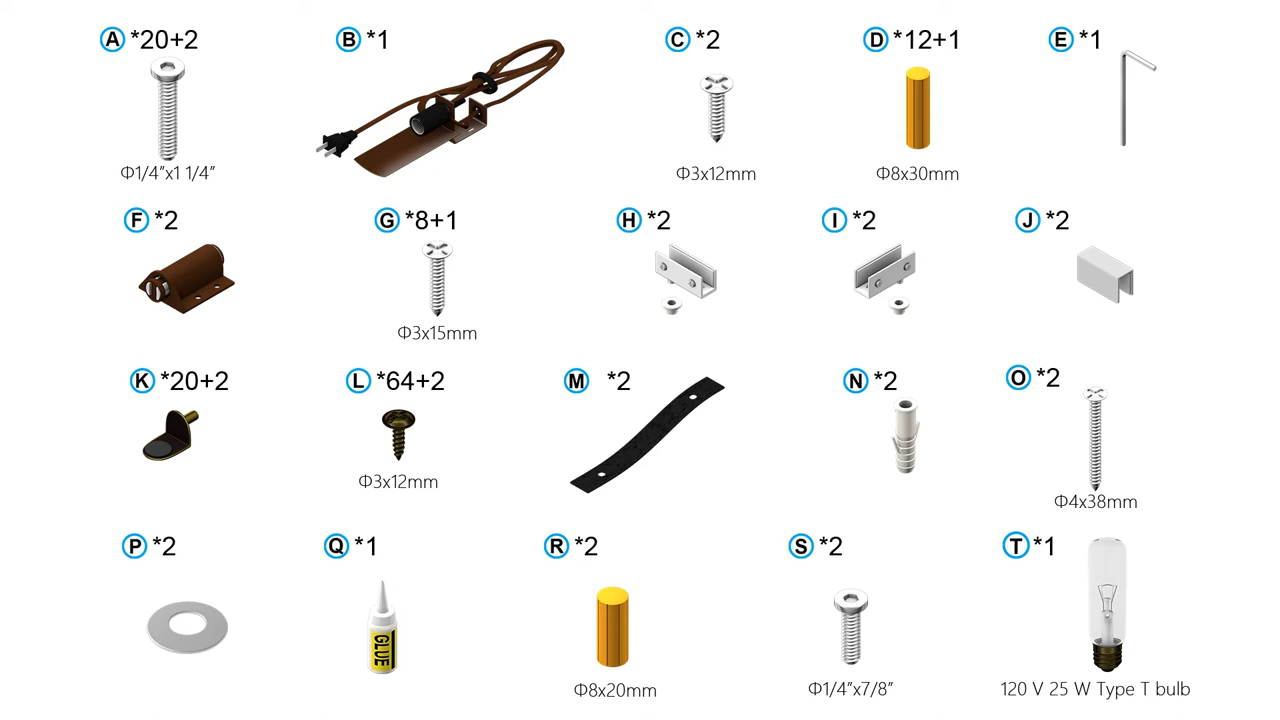 A *20+2
B *1
C *2
D *12+1
E *1
Φ1/4”x1 1/4”
Φ3x12mm
Φ8x30mm
F *2
G *8+1
H *2
I *2
J *2
Φ3x15mm
K *20+2
L *64+2
M *2
N *2
O *2
Φ3x12mm
Φ4x38mm
P *2
Q *1
R *2
S *2
T *1
GLUE
Φ8x20mm
Φ1/4”x7/8”
120 V 25 W Type T bulb